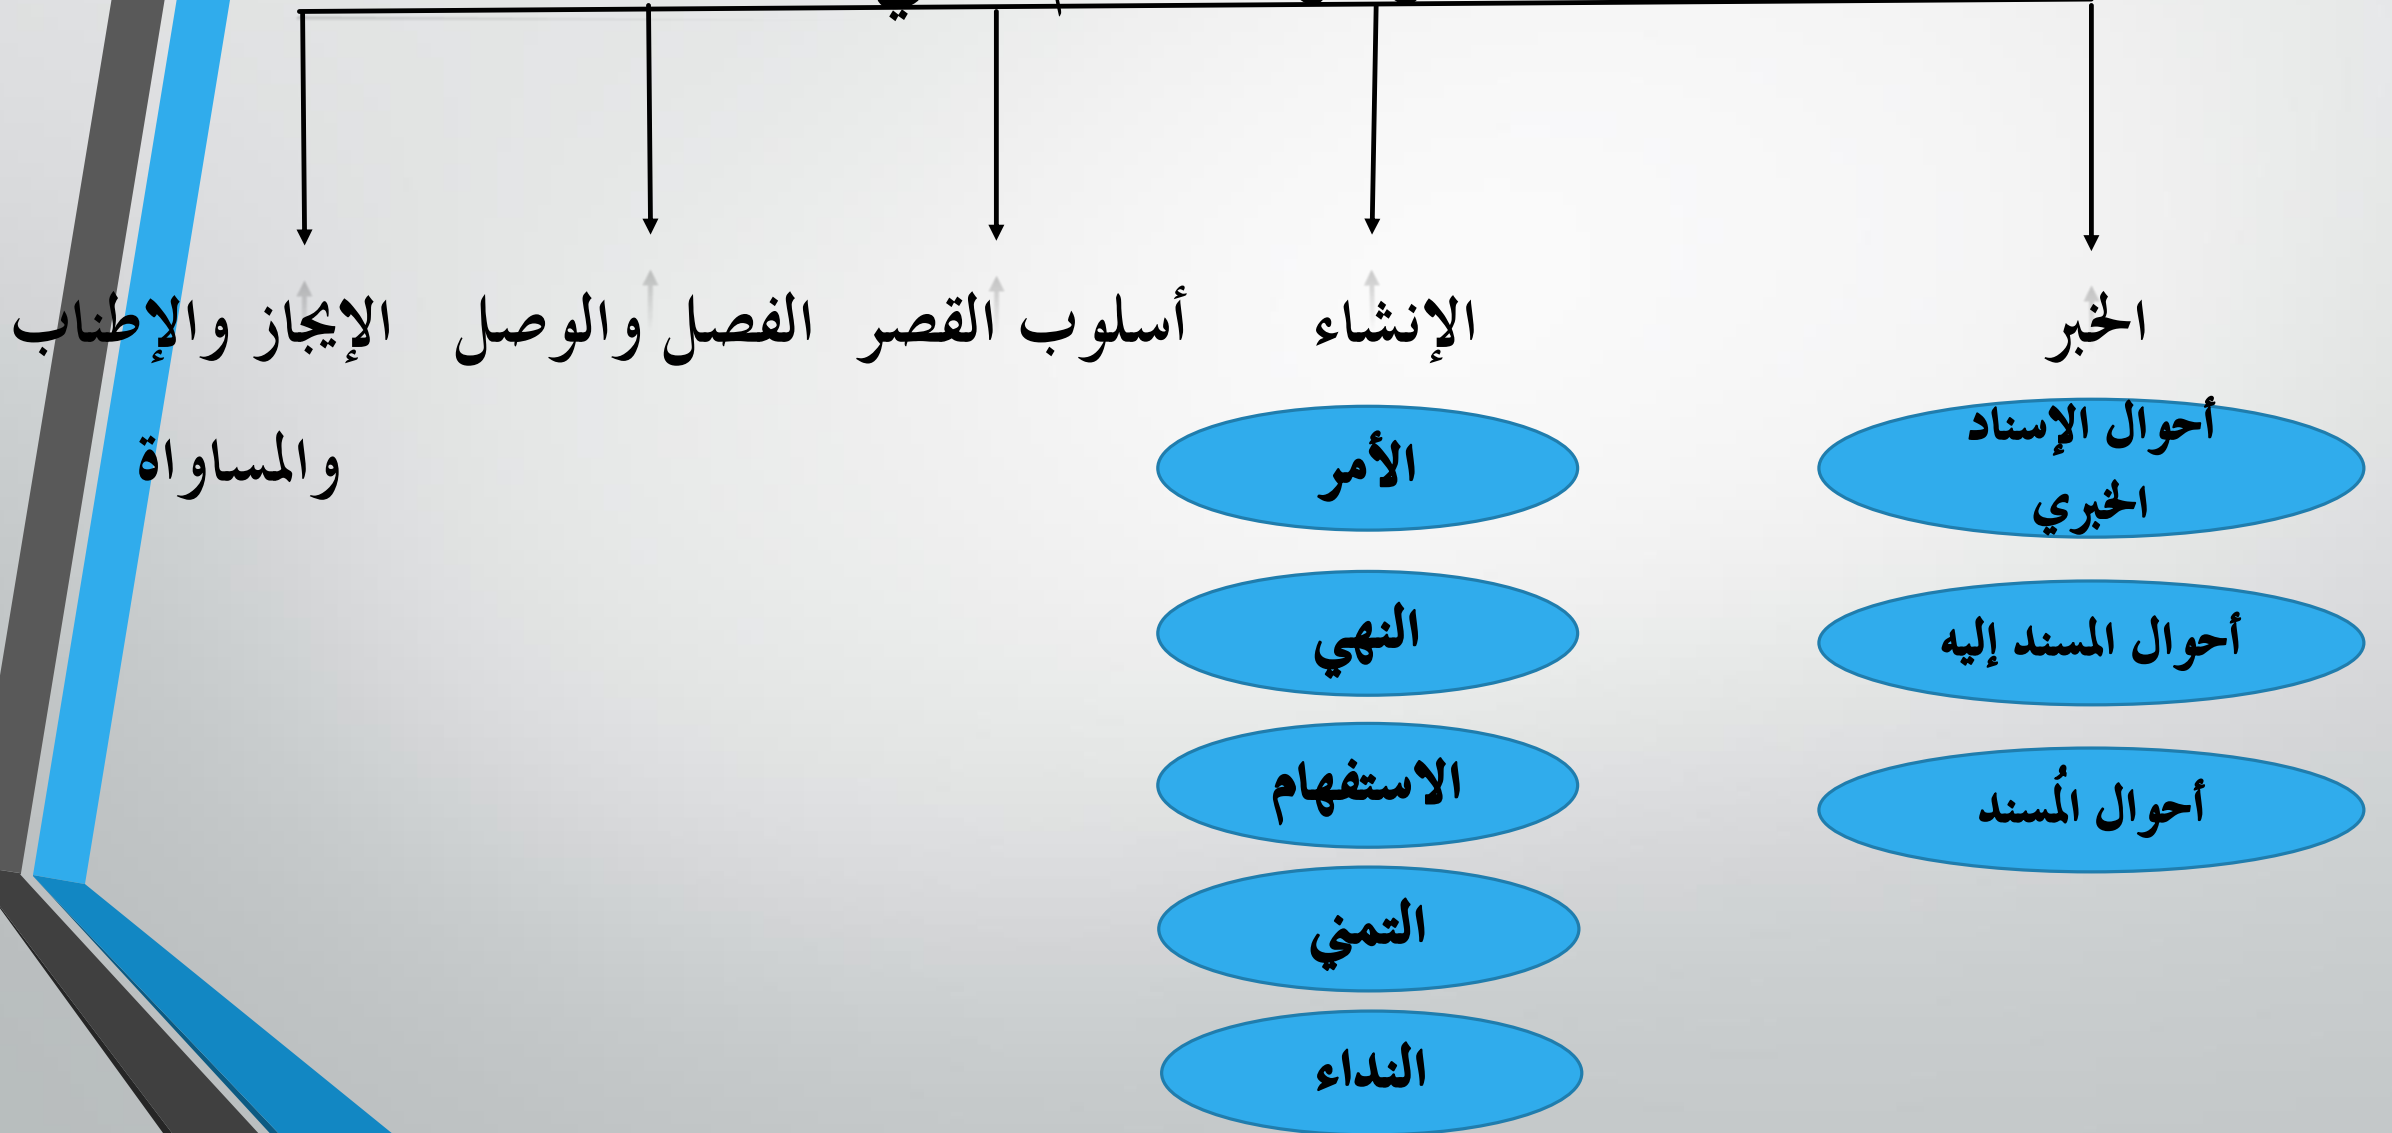 الخبر
الإنشاء
أسلوب القصر
الفصل والوصل
الإيجاز والإطناب
والمساواة
أحوال الإسناد
الخبري
أحوال المسند إليه
أحوال المُسند
الأمر
النهي
الاستفهام
التمني
النداء